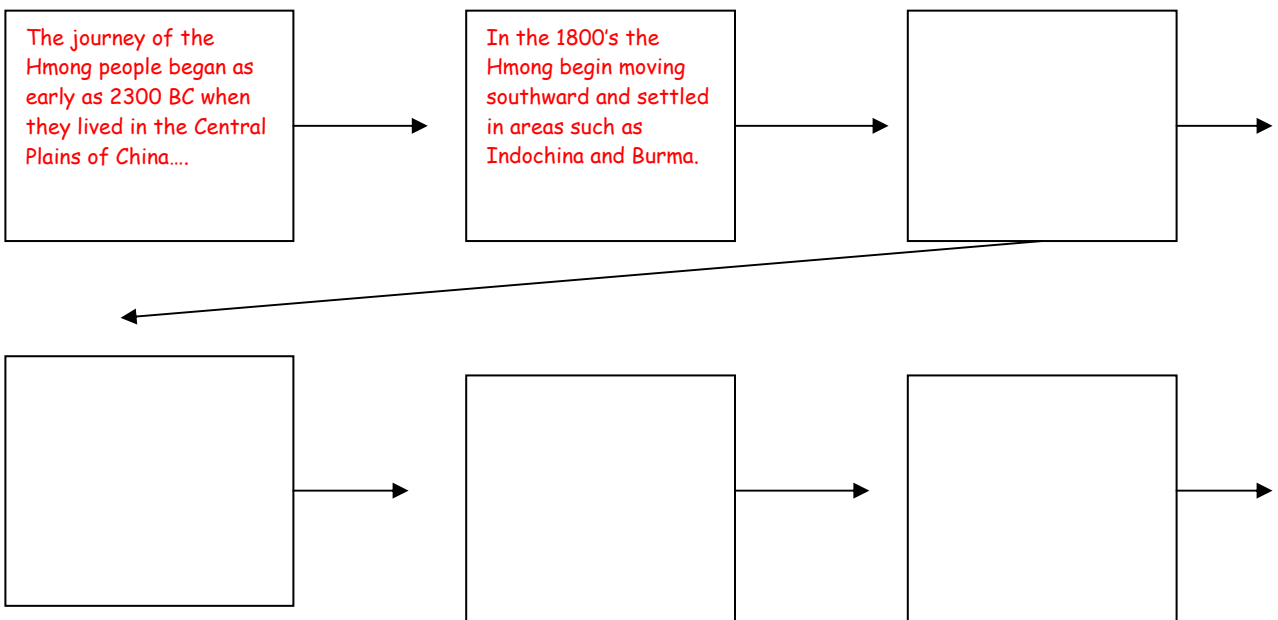 The journey of the
Hmong people began as
early as 2300 BC when
they lived in the Central
Plains of China....
In the 1800's the
Hmong begin moving
southward and settled
in areas such as
Indochina and Burma.